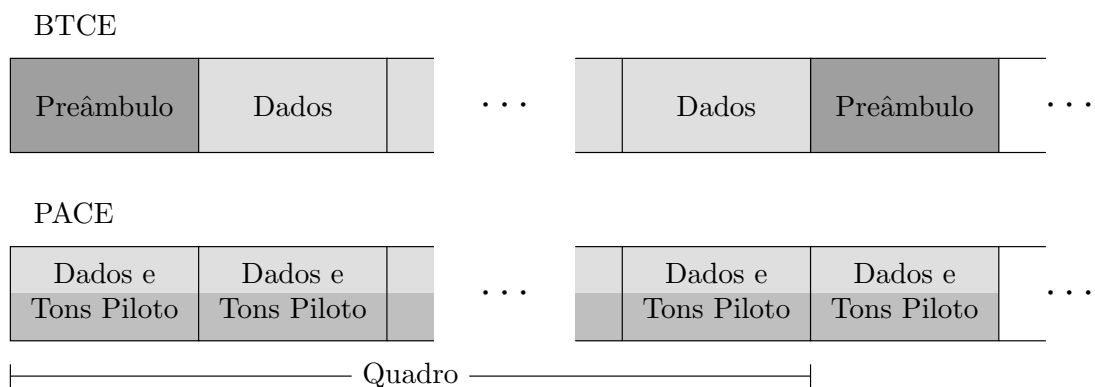 BTCE
Preâmbulo Dados · · · Dados Preâmbulo · · ·
PACE
Dados e Dados e Dados e Dados e
Tons Piloto Tons Piloto · · · Tons Piloto Tons Piloto · · ·
Quadro